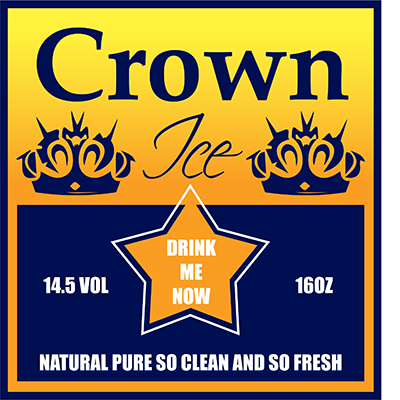 Crown
Ice
DRINK
ME
NOW
14.5 VOL
16OZ
NATURAL PURE SO CLEAN AND SO FRESH